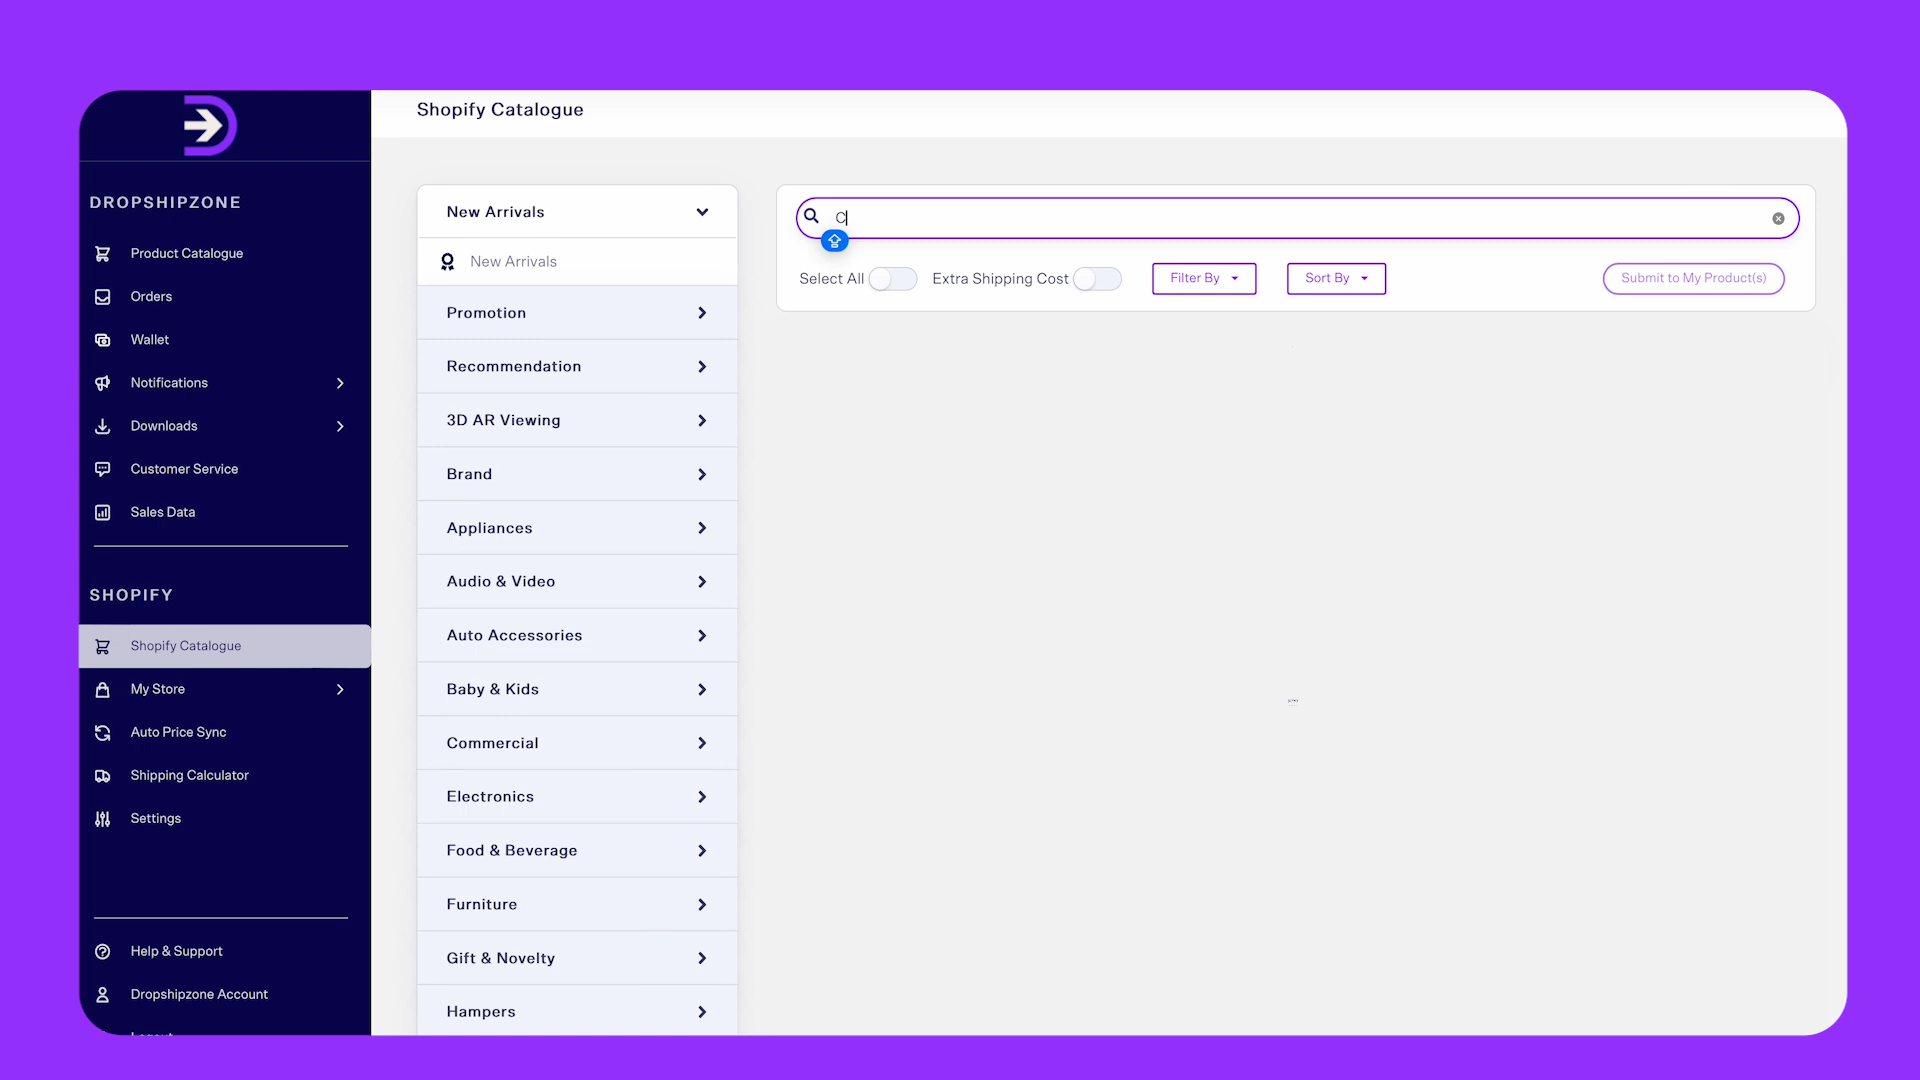 Shopify Catalogue
DROPSHIPZONE
Product Catalogue
Orders
Wallet
Notifications
Downloads
Customer Service
Sales Data
SHOPIFY
Shopify Catalogue
My Store
Auto Price Sync
Shipping Calculator
Settings
Help & Support
Dropshipzone Account
New Arrivals
New Arrivals
Promotion
Recommendation
3D AR Viewing
Brand
Appliances
Audio & Video
Auto Accessories
Baby & Kids
Commercial
Electronics
Food & Beverage
Furniture
Gift & Novelty
Hampers
C
Select All Extra Shipping Cost Filter By Sort By Submit to My Product(s)